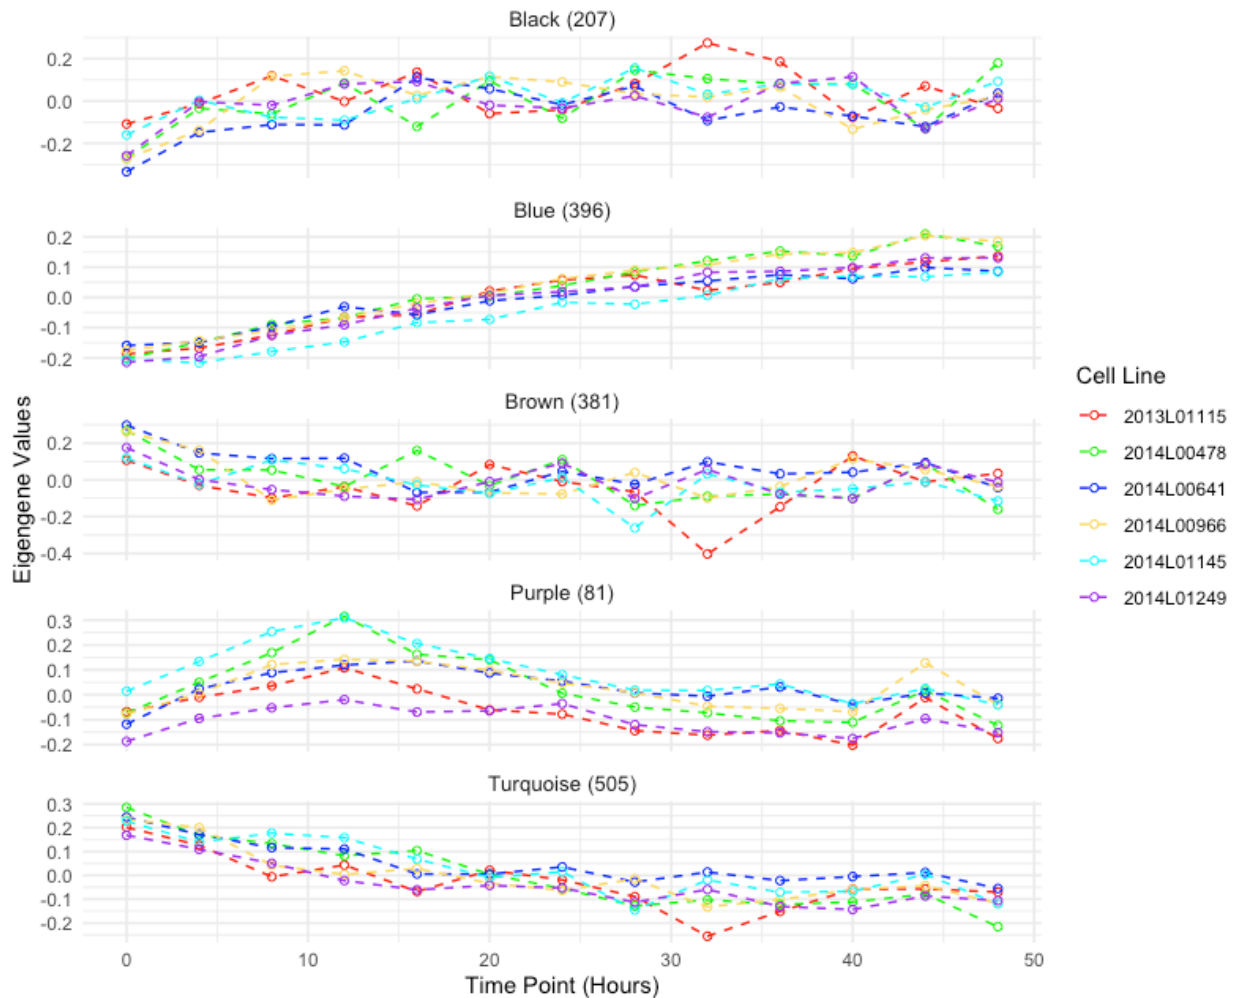 Black (207)
0.2
0.0
-0.2
Blue (396)
0.2
0.1
0.0
-0.1
-0.2
Brown (381)
0.2
0.0
-0.2
-0.4
Purple (81)
0.3
0.2
0.1
0.0
-0.1
-0.2
Turquoise (505)
0.3
0.2
0.1
0.0
-0.1
-0.2
0 10 20 30 40 50
Time Point (Hours)
Eigengene Values
Cell Line
2013L01115
2014L00478
2014L00641
2014L00966
2014L01145
2014L01249